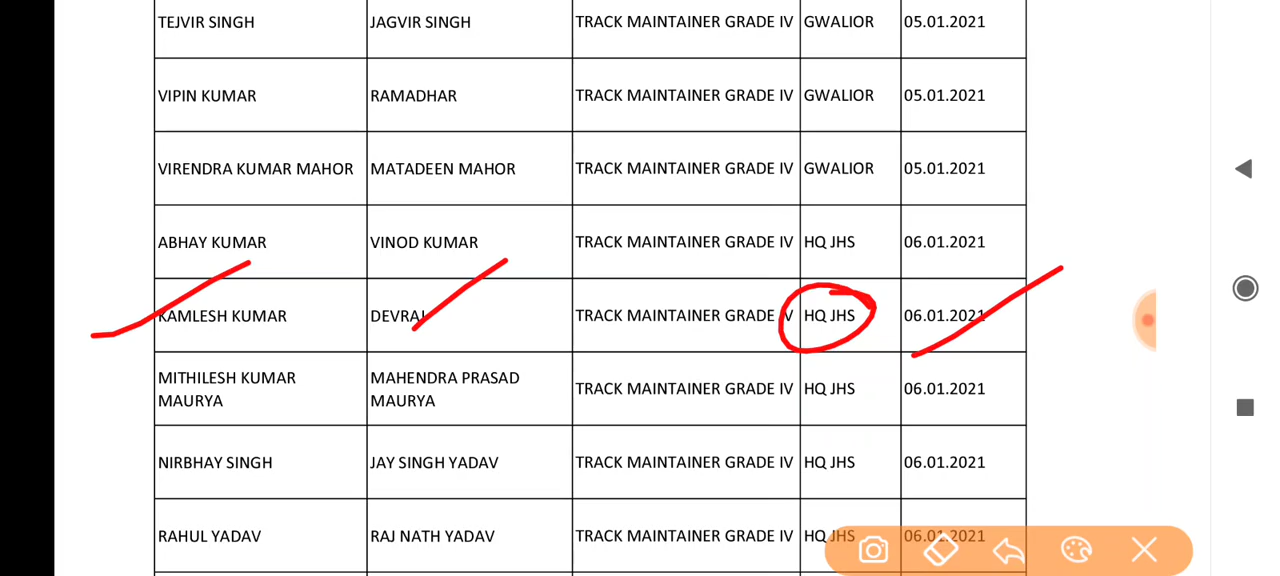 TEJVIR SINGH JAGVIR SINGH TRACK MAINTAINER GRADE IV GWALIOR 05.01.2021
VIPIN KUMAR RAMADHAR TRACK MAINTAINER GRADE IV GWALIOR 05.01.2021
VIRENDRA KUMAR MAHOR MATADEEN MAHOR TRACK MAINTAINER GRADE IV GWALIOR 05.01.2021
ABHAY KUMAR VINOD KUMAR TRACK MAINTAINER GRADE IV HQ JHS 06.01.2021
KAMLESH KUMAR DEVRAJ TRACK MAINTAINER GRADE IV HQ JHS 06.01.2021
MITHILESH KUMAR MAHENDRA PRASAD
MAURYA MAURYA TRACK MAINTAINER GRADE IV HQ JHS 06.01.2021
NIRBHAY SINGH JAY SINGH YADAV TRACK MAINTAINER GRADE IV HQ JHS 06.01.2021
RAHUL YADAV RAJ NATH YADAV TRACK MAINTAINER GRADE IV HQ JHS 06.01.2021